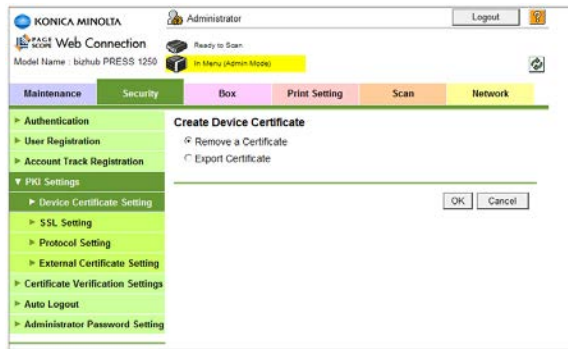 KONICA MINOLTA
Administrator
Logout
?
PAGE SCOPE Web Connection
Ready to Scan
Model Name : bizhub PRESS 1250
In Menu (Admin Mode)
Maintenance
Security
Box
Print Setting
Scan
Network
Authentication
User Registration
Account Track Registration
PKI Settings
Device Certificate Setting
SSL Setting
Protocol Setting
External Certificate Setting
Certificate Verification Settings
Auto Logout
Administrator Password Setting
Create Device Certificate
Remove a Certificate
Export Certificate
OK
Cancel